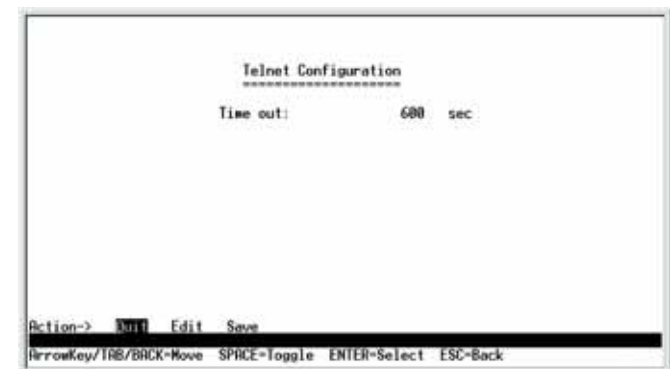 Telnet Configuration
====================
Time out: 600 sec
Action-> Quit Edit Save
ArrowKey/TAB/BACK=Move SPACE=Toggle ENTER=Select ESC=Back